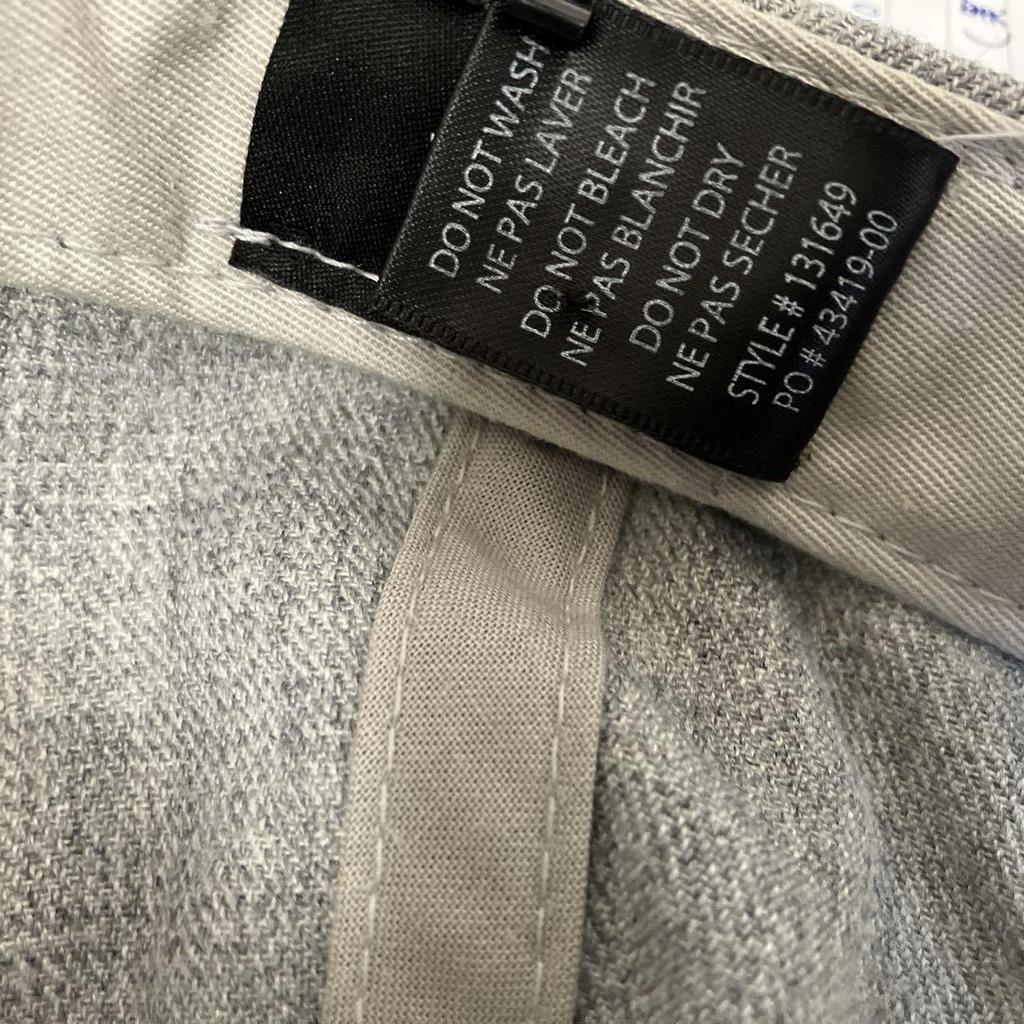 DO NOT WASH
NE PAS LAVER
DO NOT BLEACH
NE PAS BLANCHIR
DO NOT DRY
NE PAS SECHER
STYLE # 131649
PO # 43419-00